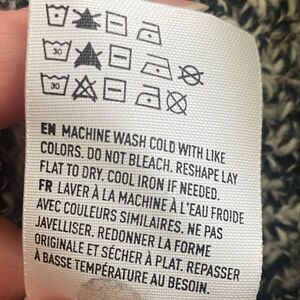 30
30
EN MACHINE WASH COLD WITH LIKE
COLORS. DO NOT BLEACH. RESHAPE LAY
FLAT TO DRY. COOL IRON IF NEEDED.
FR LAVER À LA MACHINE À L'EAU FROIDE
AVEC COULEURS SIMILAIRES. NE PAS
JAVELLISER. REDONNER LA FORME
ORIGINALE ET SÉCHER À PLAT. REPASSER
À BASSE TEMPÉRATURE AU BESOIN.